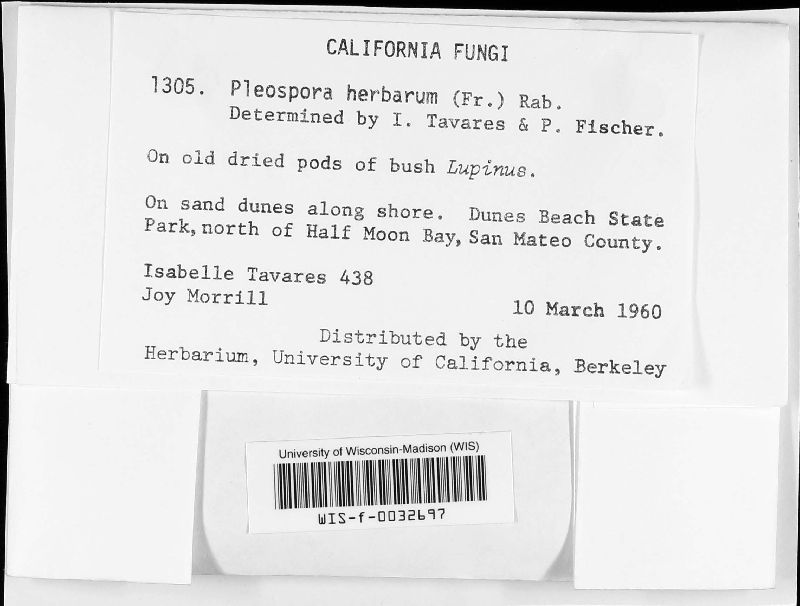 CALIFORNIA FUNGI
1305. Pleospora herbarum (Fr.) Rab.
Determined by I. Tavares & P. Fischer.
On old dried pods of bush Lupinus.
On sand dunes along shore. Dunes Beach State
Park, north of Half Moon Bay, San Mateo County.
Isabelle Tavares 438
Joy Morrill
10 March 1960
Distributed by the
Herbarium, University of California, Berkeley
University of Wisconsin-Madison (WIS)
WIS-f-0032697